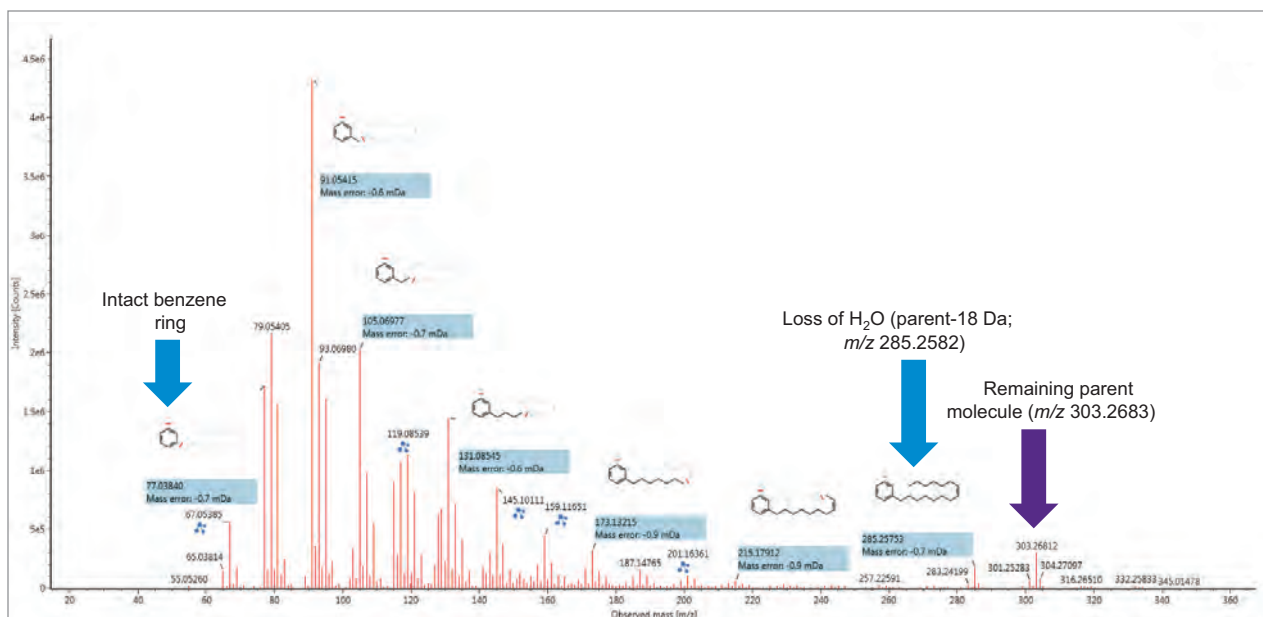 4.5e6
4e6
3.5e6
3e6
2.5e6
2e6
1.5e6
1e6
5e5
0
Intensity [Counts]
20
40
60
80
100
120
140
160
180
200
220
240
260
280
300
320
340
360
Observed mass [m/z]
Intact benzene
ring
Loss of H₂O (parent-18 Da;
m/z 285.2582)
Remaining parent
molecule (m/z 303.2683)
91.05415
Mass error: -0.6 mDa
105.06977
Mass error: -0.7 mDa
79.05405
93.06980
119.08539
131.08545
Mass error: -0.6 mDa
77.03840
Mass error: -0.7 mDa
67.05385
65.03814
55.05260
145.10111
159.11651
173.13215
Mass error: -0.9 mDa
187.14765
201.16361
215.17912
Mass error: -0.9 mDa
285.25753
Mass error: -0.7 mDa
257.22591
283.24199
301.25283
303.26812
304.27097
316.26510
332.25833
345.01478